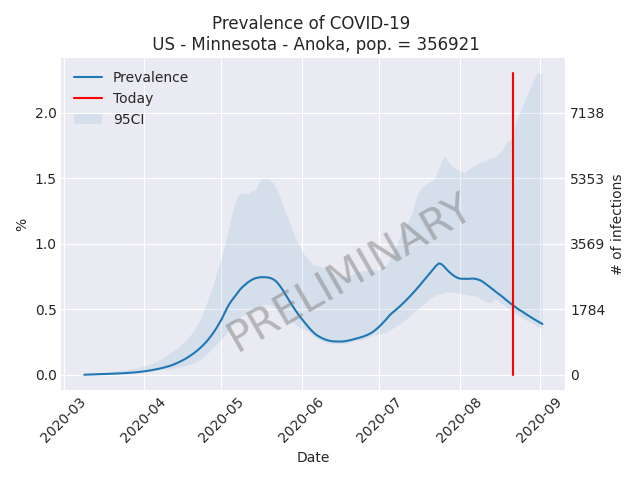 Prevalence of COVID-19
US - Minnesota - Anoka, pop. = 356921
Prevalence
Today
95CI
2.0
1.5
1.0
0.5
0.0
%
7138
5353
3569
1784
0
# of infections
PRELIMINARY
2020-03
2020-04
2020-05
2020-06
2020-07
2020-08
2020-09
Date